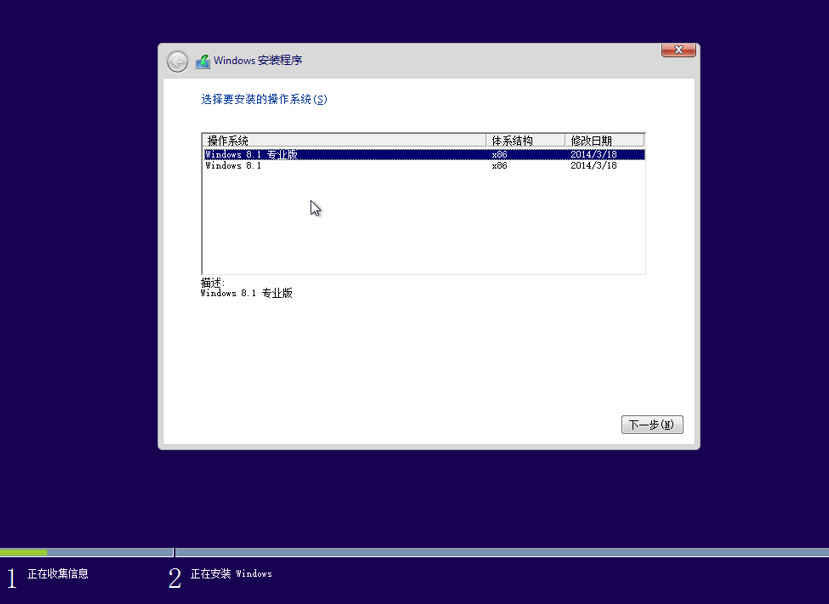 Windows 安装程序
选择要安装的操作系统(S)
操作系统 体系结构 修改日期
Windows 8.1 专业版 x86 2014/3/18
Windows 8.1 x86 2014/3/18
描述:
Windows 8.1 专业版
下一步(N)
1 正在收集信息 2 正在安装 Windows